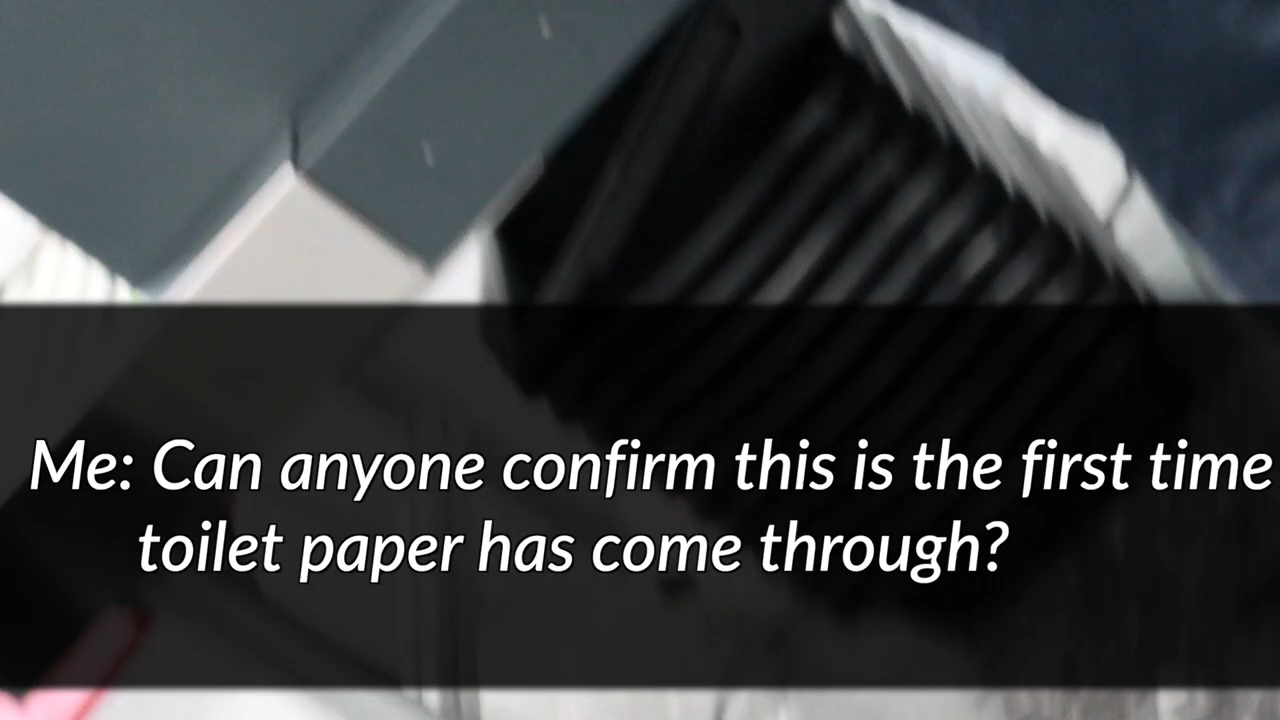 Me: Can anyone confirm this is the first time
toilet paper has come through?